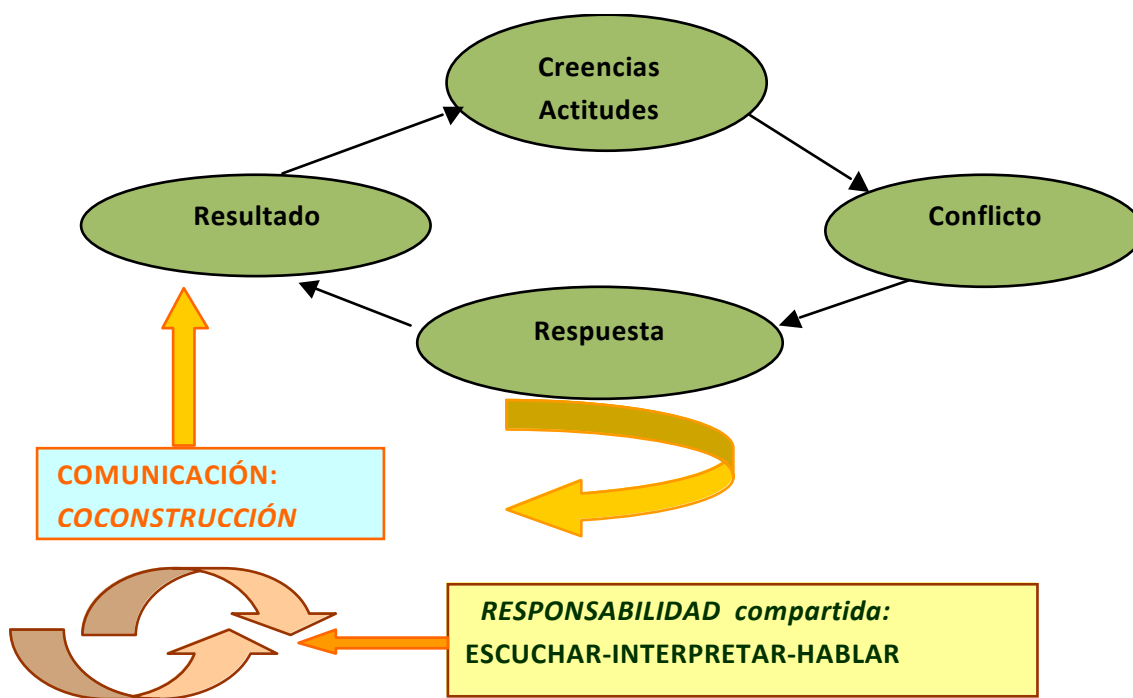 Creencias
Actitudes
Resultado
Conflicto
Respuesta
COMUNICACIÓN:
COCONSTRUCCIÓN
RESPONSABILIDAD compartida:
ESCUCHAR-INTERPRETAR-HABLAR